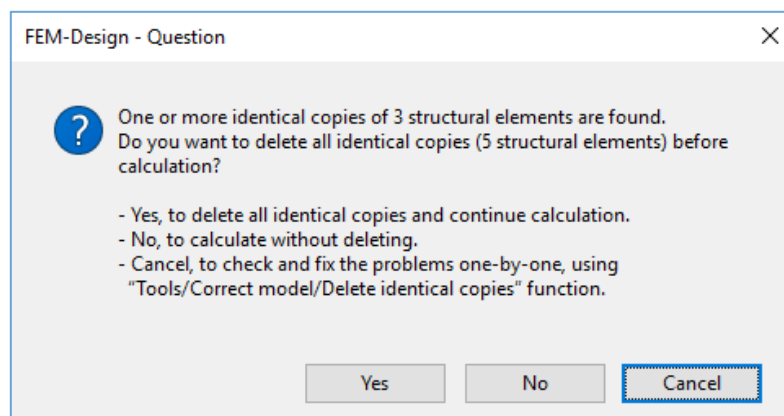 FEM-Design - Question
One or more identical copies of 3 structural elements are found.
Do you want to delete all identical copies (5 structural elements) before
calculation?
- Yes, to delete all identical copies and continue calculation.
- No, to calculate without deleting.
- Cancel, to check and fix the problems one-by-one, using
“Tools/Correct model/Delete identical copies“ function.
Yes
No
Cancel